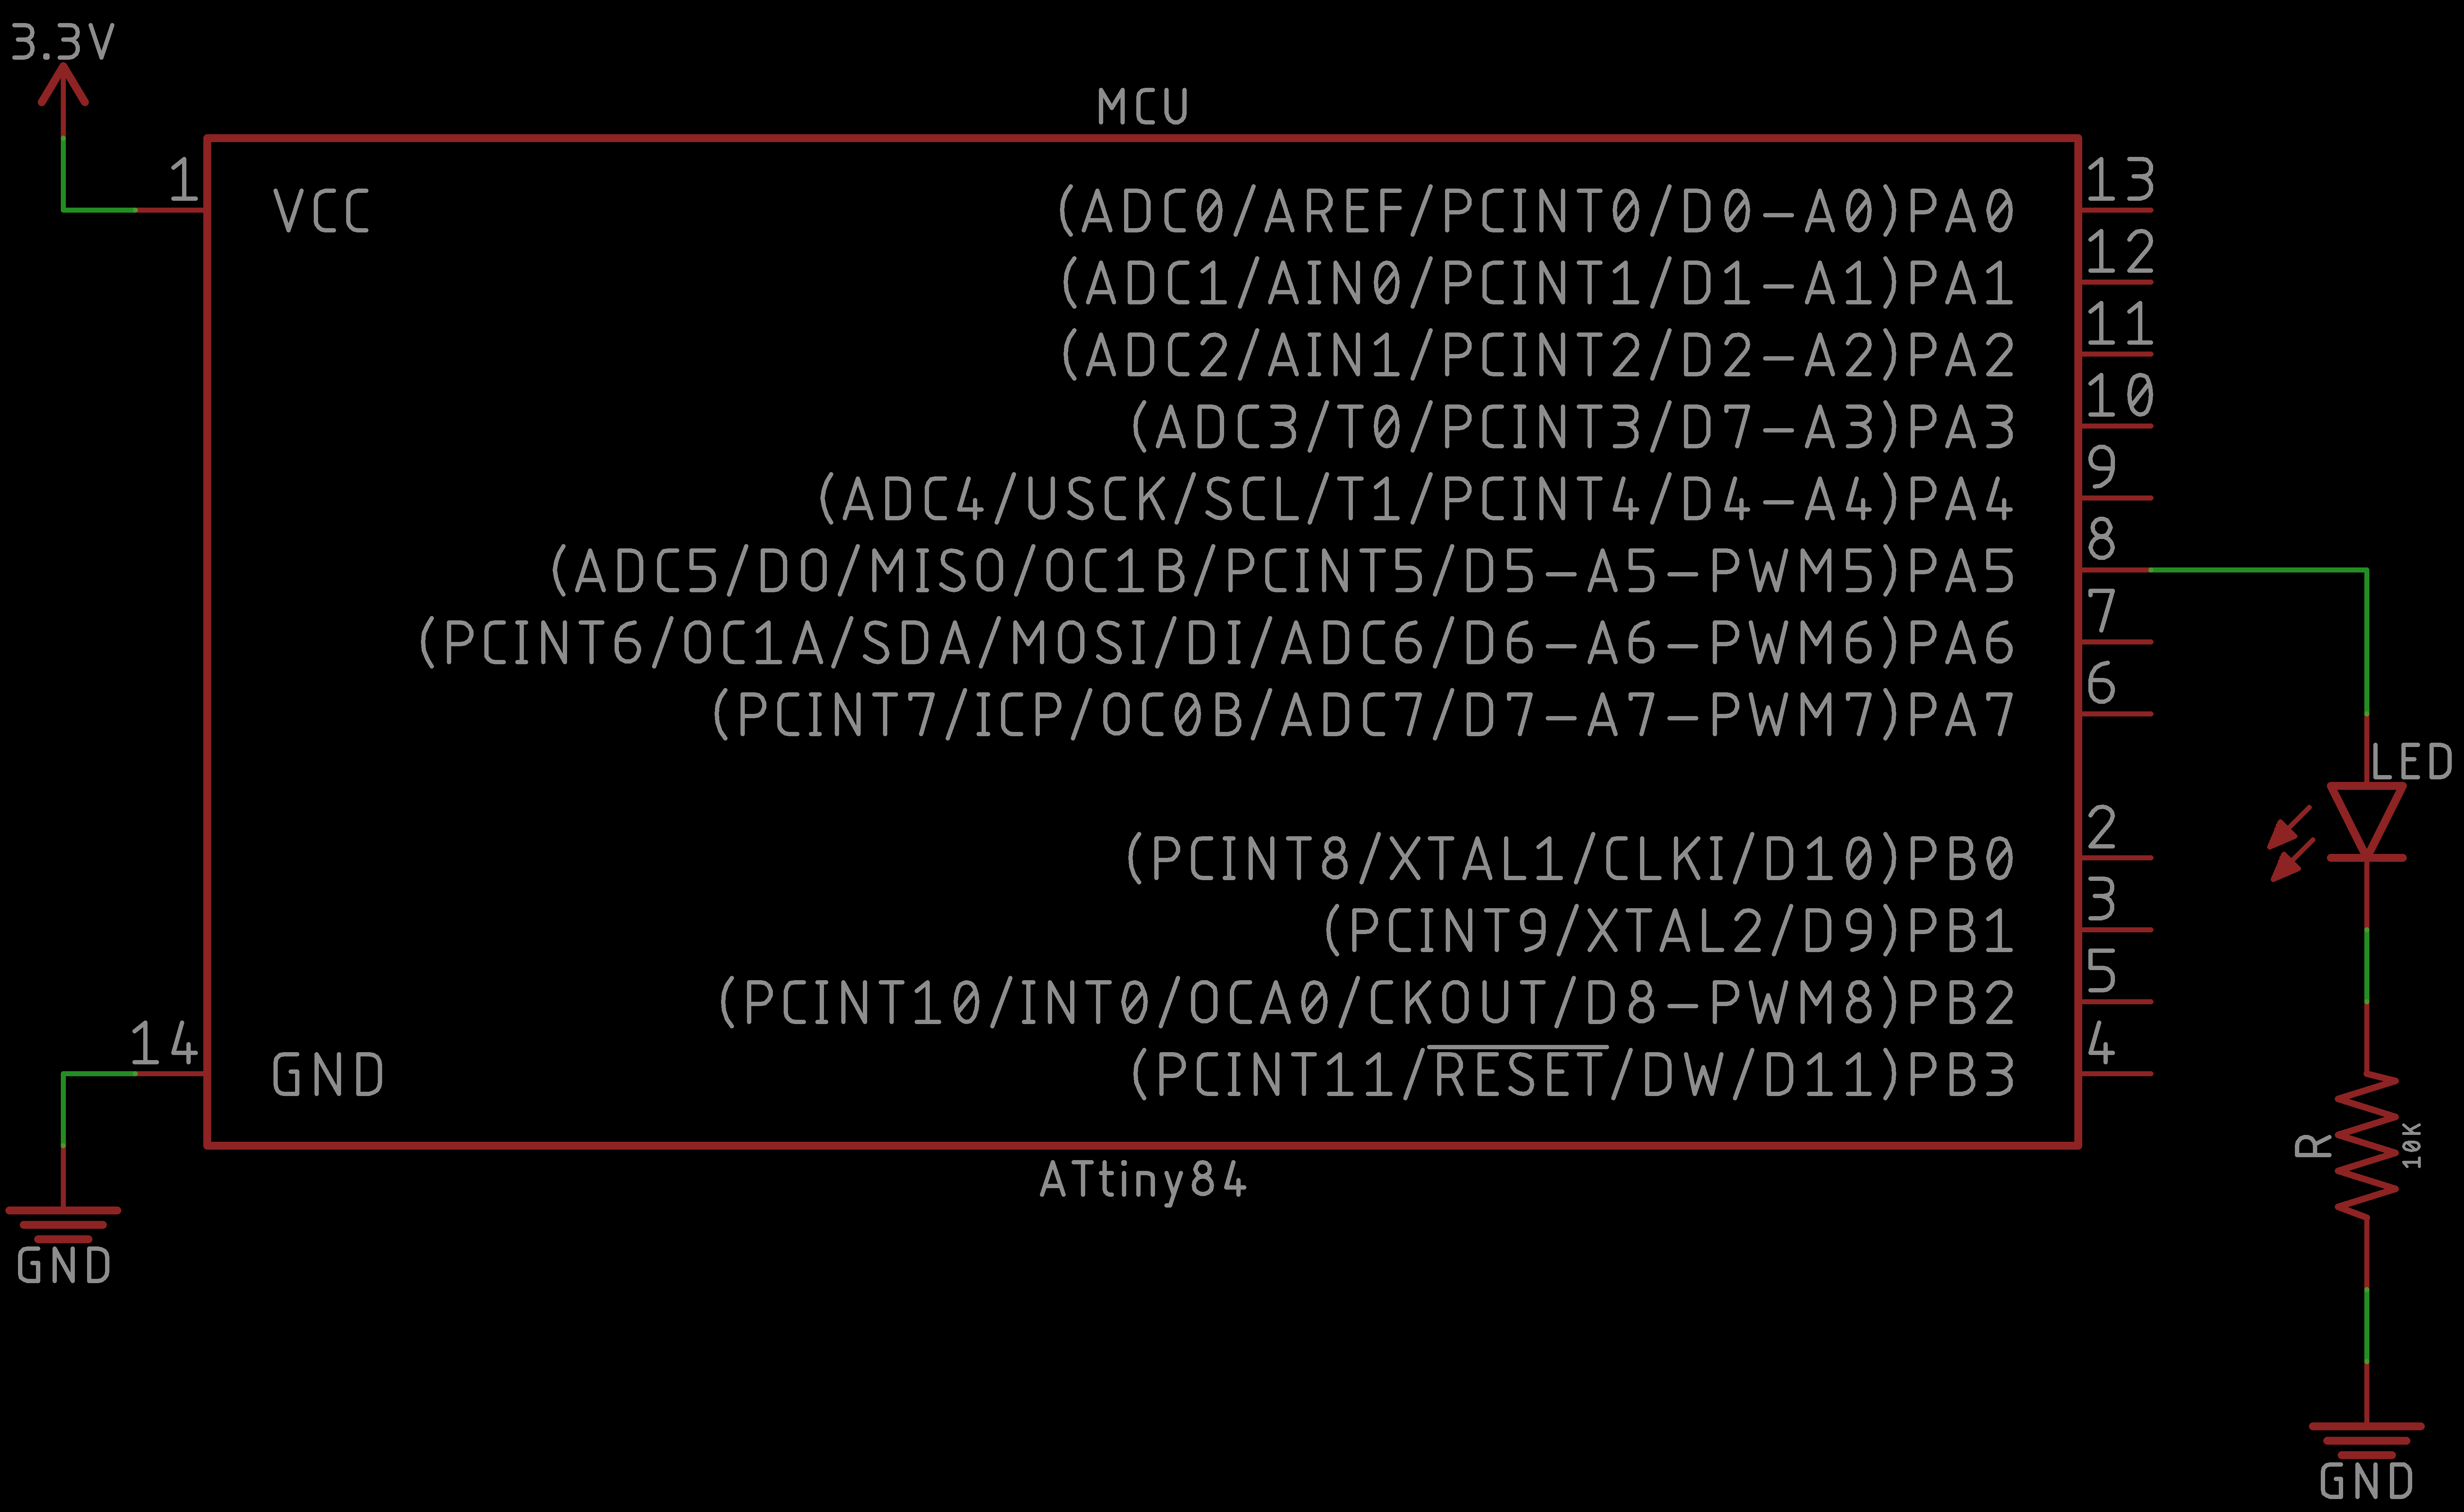 3.3V
MCU
1
VCC
(ADC0/AREF/PCINT0/D0-A0)PA0
13
(ADC1/AIN0/PCINT1/D1-A1)PA1
12
(ADC2/AIN1/PCINT2/D2-A2)PA2
11
(ADC3/T0/PCINT3/D7-A3)PA3
10
(ADC4/USCK/SCL/T1/PCINT4/D4-A4)PA4
9
(ADC5/DO/MISO/OC1B/PCINT5/D5-A5-PWM5)PA5
8
(PCINT6/OC1A/SDA/MOSI/DI/ADC6/D6-A6-PWM6)PA6
7
(PCINT7/ICP/OC0B/ADC7/D7-A7-PWM7)PA7
6
LED
(PCINT8/XTAL1/CLKI/D10)PB0
2
(PCINT9/XTAL2/D9)PB1
3
(PCINT10/INT0/OCA0/CKOUT/D8-PWM8)PB2
5
14
GND
(PCINT11/RESET/DW/D11)PB3
4
R
10K
ATtiny84
GND
GND